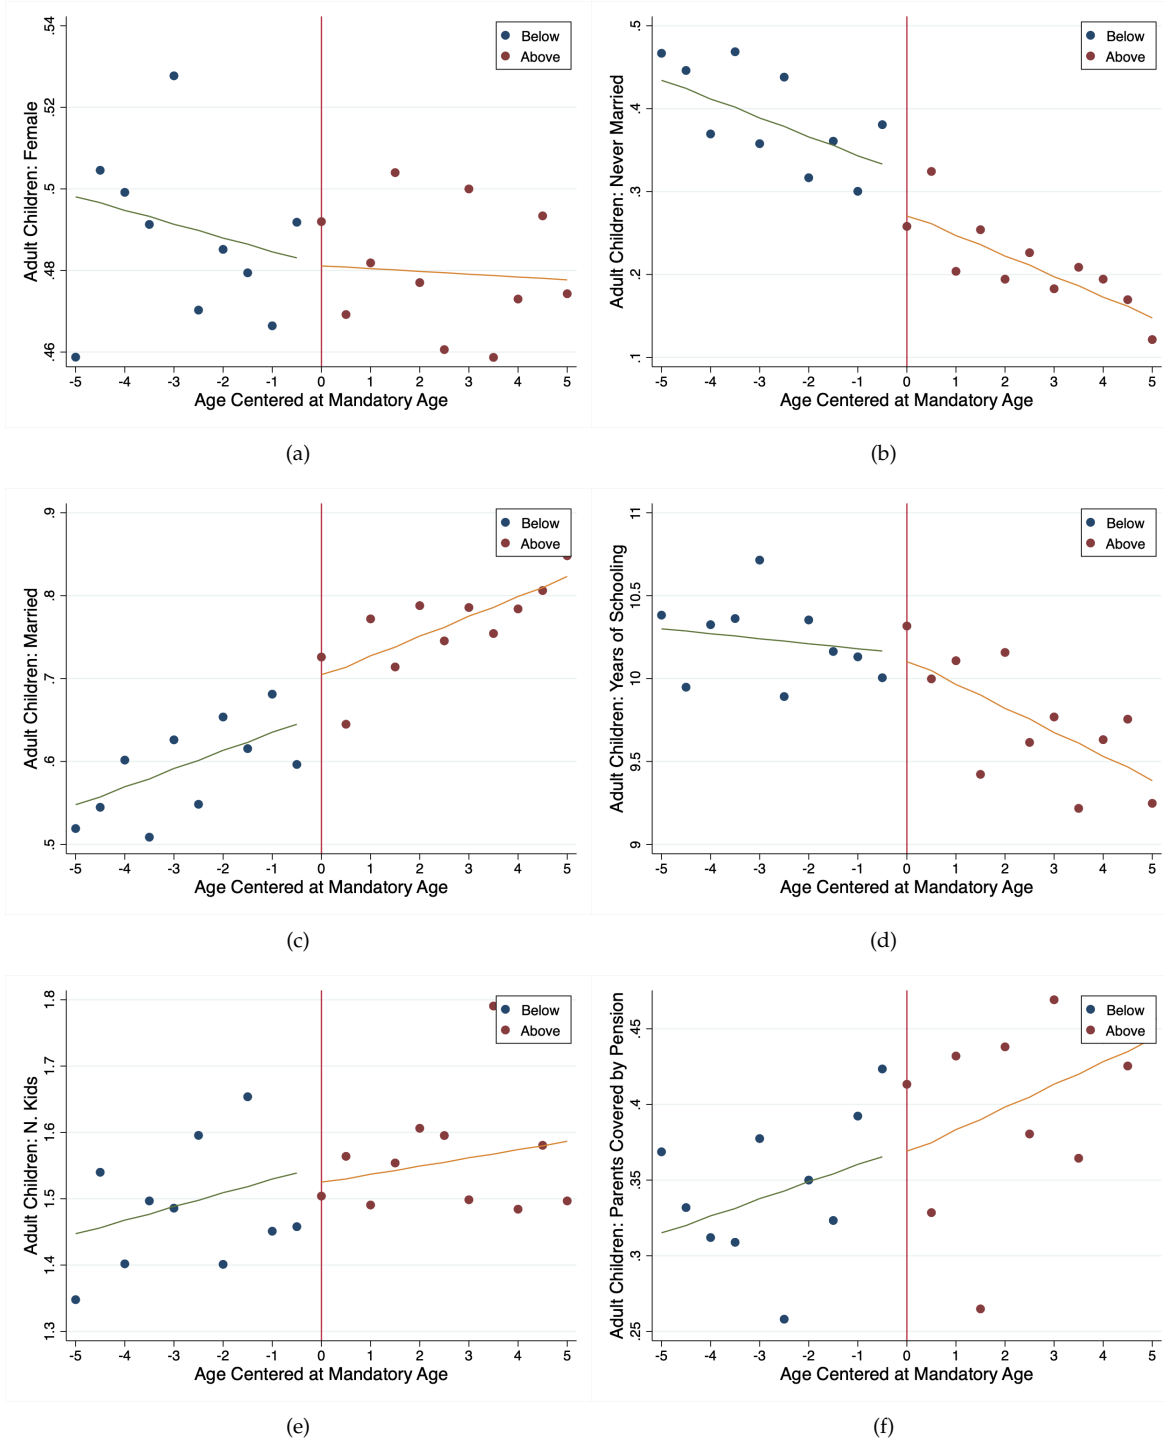 .54
.52
.5
.48
.46
Adult Children: Female
Below
Above
-5 -4 -3 -2 -1 0 1 2 3 4 5
Age Centered at Mandatory Age
(a)
.5
.4
.3
.2
.1
Adult Children: Never Married
Below
Above
-5 -4 -3 -2 -1 0 1 2 3 4 5
Age Centered at Mandatory Age
(b)
.9
.8
.7
.6
.5
Adult Children: Married
Below
Above
-5 -4 -3 -2 -1 0 1 2 3 4 5
Age Centered at Mandatory Age
(c)
11
10.5
10
9.5
9
Adult Children: Years of Schooling
Below
Above
-5 -4 -3 -2 -1 0 1 2 3 4 5
Age Centered at Mandatory Age
(d)
1.8
1.7
1.6
1.5
1.4
1.3
Adult Children: N. Kids
Below
Above
-5 -4 -3 -2 -1 0 1 2 3 4 5
Age Centered at Mandatory Age
(e)
.45
.4
.35
.3
.25
Adult Children: Parents Covered by Pension
Below
Above
-5 -4 -3 -2 -1 0 1 2 3 4 5
Age Centered at Mandatory Age
(f)